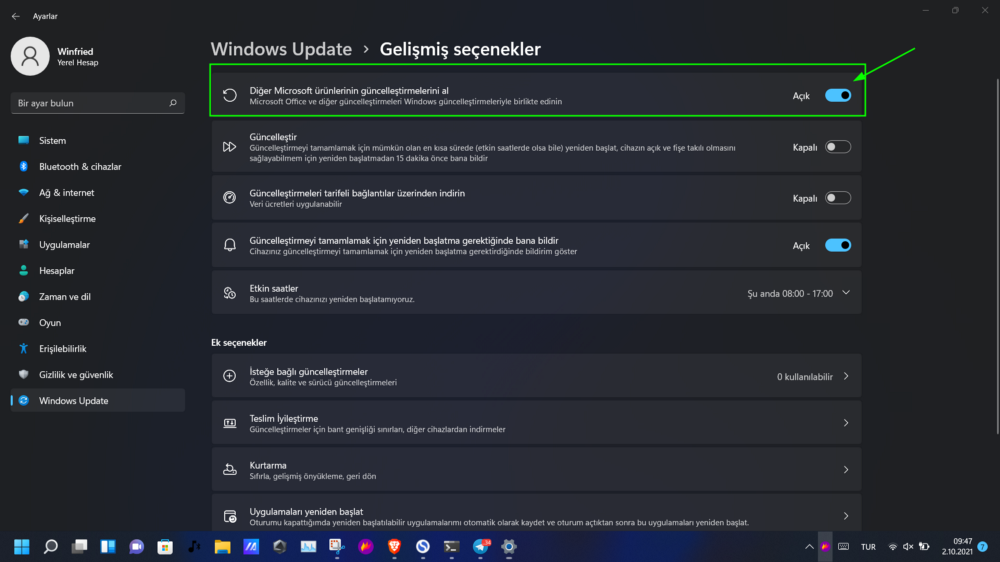 Ayarlar
Winfried
Yerel Hesap
Bir ayar bulun
Sistem
Bluetooth & cihazlar
Ağ & internet
Kişiselleştirme
Uygulamalar
Hesaplar
Zaman ve dil
Oyun
Erişilebilirlik
Gizlilik ve güvenlik
Windows Update
Windows Update > Gelişmiş seçenekler
Diğer Microsoft ürünlerinin güncelleştirmelerini al
Microsoft Office ve diğer güncelleştirmeleri Windows güncelleştirmeleriyle birlikte edinin
Açık
Güncelleştir
Güncelleştirmeyi tamamlamak için mümkün olan en kısa sürede (etkin saatlerde olsa bile) yeniden başlat, cihazın açık ve fişe takılı olmasını
sağlayabilmem için yeniden başlatmadan 15 dakika önce bana bildir
Kapalı
Güncelleştirmeleri tarifeli bağlantılar üzerinden indirin
Veri ücretleri uygulanabilir
Kapalı
Güncelleştirmeyi tamamlamak için yeniden başlatma gerektiğinde bana bildir
Cihazınız güncelleştirmeyi tamamlamak için yeniden başlatma gerektirdiğinde bildirim göster
Açık
Etkin saatler
Bu saatlerde cihazınızı yeniden başlatamıyoruz.
Şu anda 08:00 - 17:00
Ek seçenekler
İsteğe bağlı güncelleştirmeler
Özellik, kalite ve sürücü güncelleştirmeleri
0 kullanılabilir
Teslim İyileştirme
Güncelleştirmeler için bant genişliği sınırları, diğer cihazlardan indirmeler
Kurtarma
Sıfırla, gelişmiş önyükleme, geri dön
Uygulamaları yeniden başlat
Oturumu kapattığımda yeniden başlatılabilir uygulamalarımı otomatik olarak kaydet ve oturum açtıktan sonra bu uygulamaları yeniden başlat.
TUR
09:47
2.10.2021